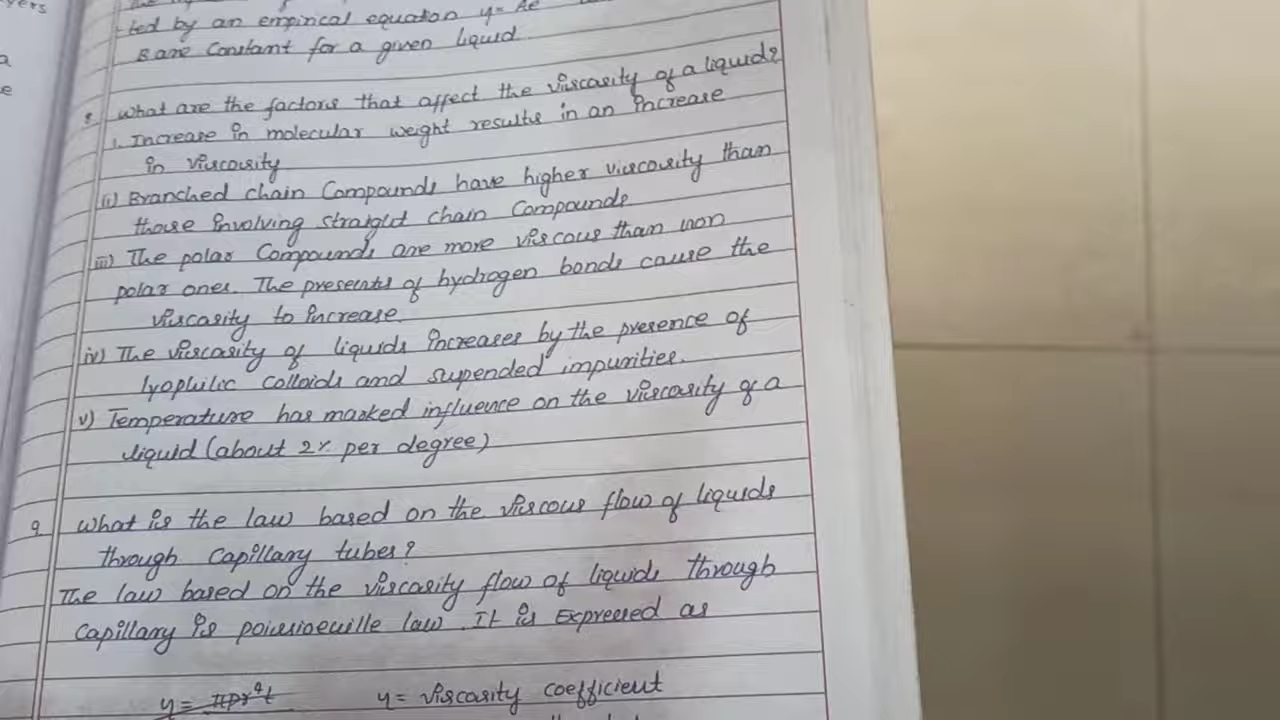 yers
a
e
-ted by an empirical equation y= Ae
B are Constant for a given liquid
8. What are the factors that affect the viscosity of a liquid?
i. Increase in molecular weight results in an increase
in viscosity
(ii) Branched chain Compounds have higher viscosity than
those involving straight chain Compounds
iii) The polar Compounds are more viscous than non
polar ones. The presents of hydrogen bonds cause the
viscosity to increase.
iv) The viscosity of liquids increases by the presence of
lyophilic colloids and supended impurities.
v) Temperature has marked influence on the viscosity of a
liquid (about 2% per degree)
9 What is the law based on the viscous flow of liquids
through capillary tubes?
The law based on the viscosity flow of liquids through
capillary is poiusioeuille law. It is Expressed as
y= πpr⁴t y= viscosity coefficient